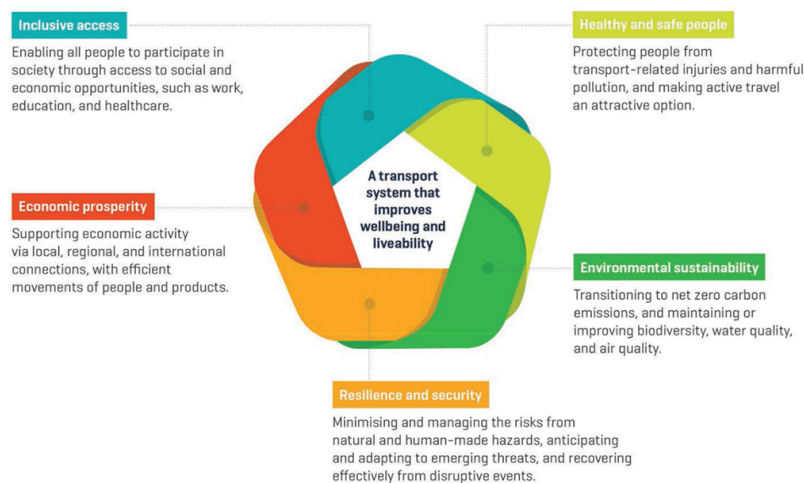 Inclusive access
Enabling all people to participate in
society through access to social and
economic opportunities, such as work,
education, and healthcare.
Healthy and safe people
Protecting people from
transport-related injuries and harmful
pollution, and making active travel
an attractive option.
A transport
system that
improves
wellbeing and
liveability
Economic prosperity
Supporting economic activity
via local, regional, and international
connections, with efficient
movements of people and products.
Environmental sustainability
Transitioning to net zero carbon
emissions, and maintaining or
improving biodiversity, water quality,
and air quality.
Resilience and security
Minimising and managing the risks from
natural and human-made hazards, anticipating
and adapting to emerging threats, and recovering
effectively from disruptive events.